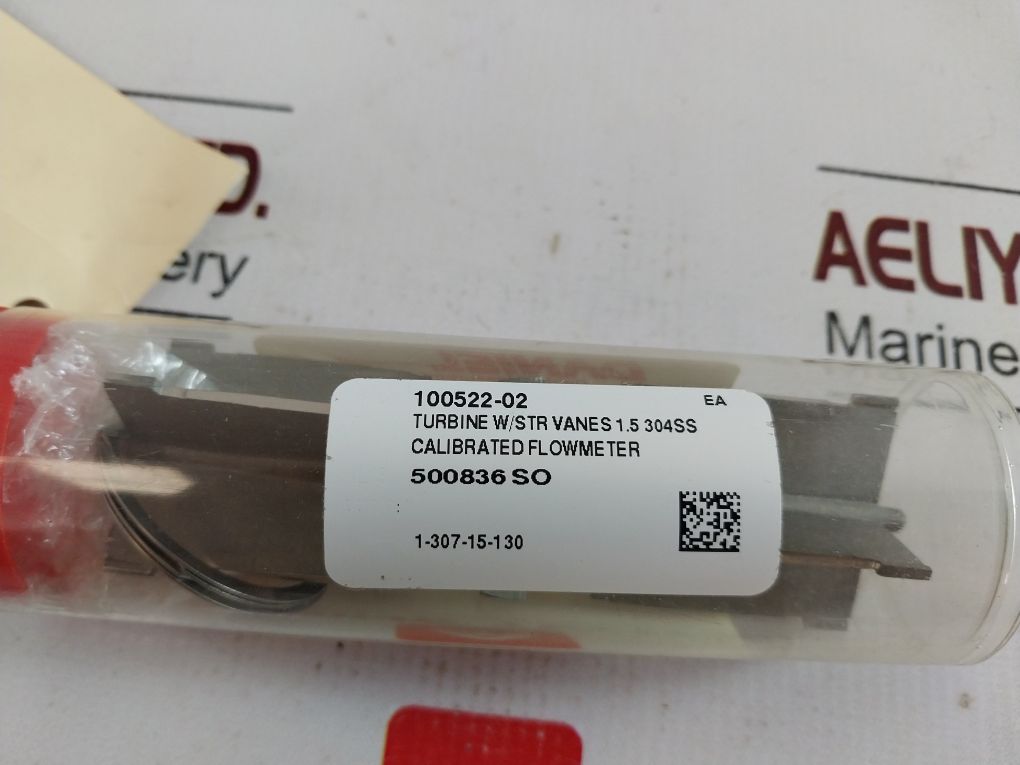 D.
ery
AELIY
Marine
100522-02 EA
TURBINE W/STR VANES 1.5 304SS
CALIBRATED FLOWMETER
500836 SO
1-307-15-130